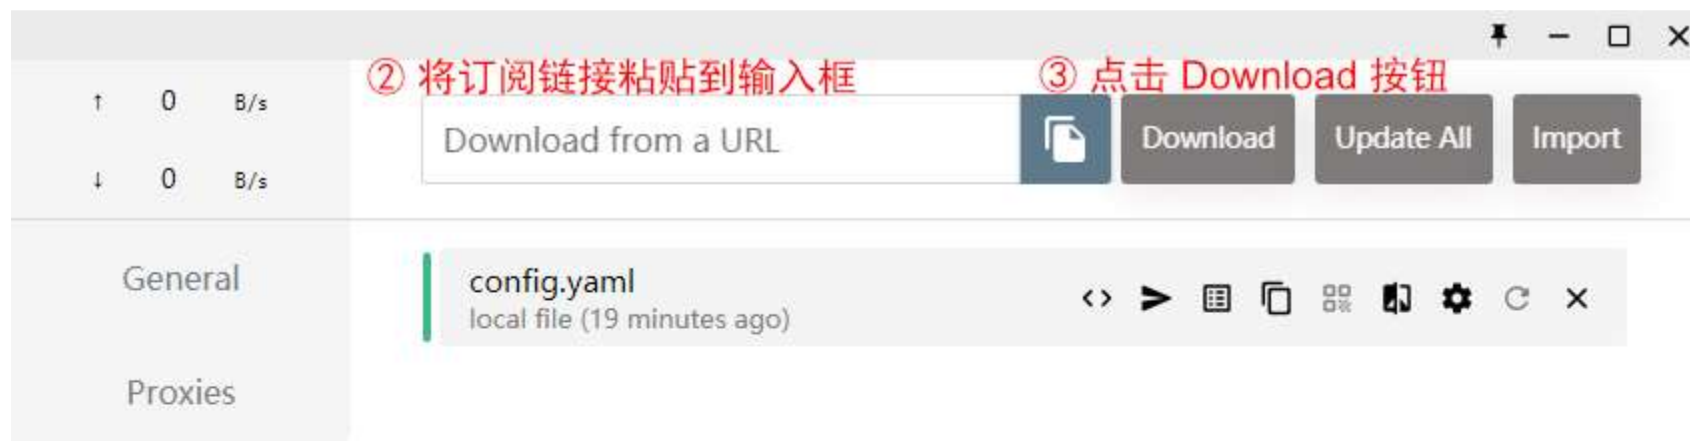 ② 将订阅链接粘贴到输入框
③ 点击 Download 按钮
↑ 0 B/s
Download from a URL
Download
Update All
Import
↓ 0 B/s
General
config.yaml
local file (19 minutes ago)
Proxies